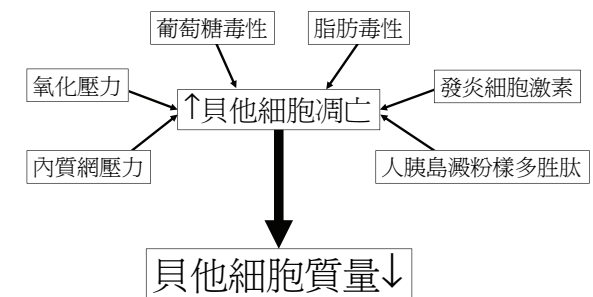 葡萄糖毒性
脂肪毒性
氧化壓力
發炎細胞激素
↑貝他細胞凋亡
內質網壓力
人胰島澱粉樣多胜肽
貝他細胞質量↓